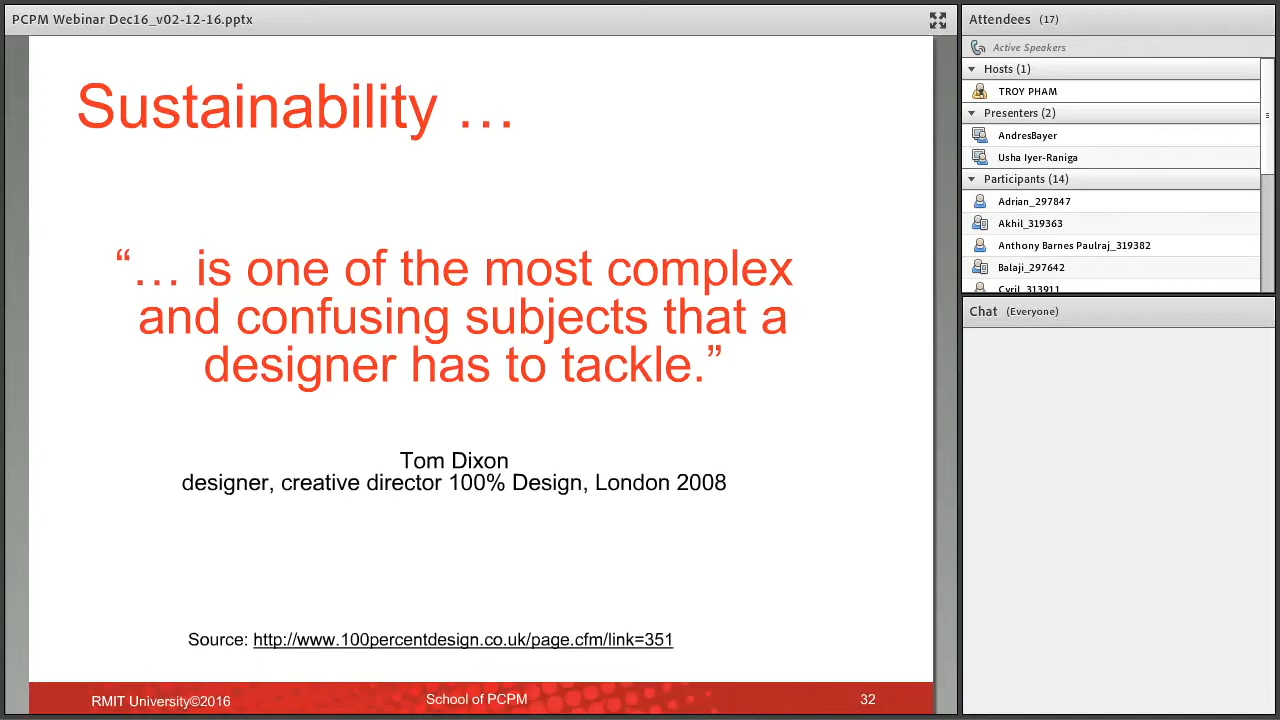 PCPM Webinar Dec16_v02-12-16.pptx
Sustainability …
“… is one of the most complex
and confusing subjects that a
designer has to tackle.”
Tom Dixon
designer, creative director 100% Design, London 2008
Source: http://www.100percentdesign.co.uk/page.cfm/link=351
RMIT University©2016
School of PCPM
32
Attendees (17)
Active Speakers
Hosts (1)
TROY PHAM
Presenters (2)
AndresBayer
Usha Iyer-Raniga
Participants (14)
Adrian_297847
Akhil_319363
Anthony Barnes Paulraj_319382
Balaji_297642
Cyril_313911
Chat (Everyone)